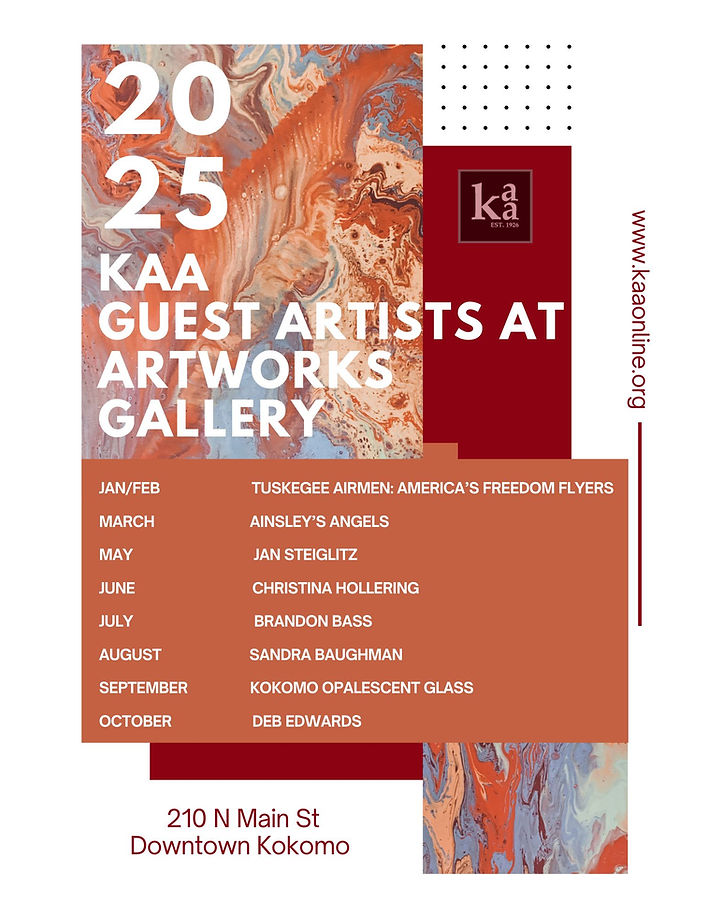 20
25
KAA
GUEST ARTISTS AT
ARTWORKS
GALLERY
kaa
EST. 1926
www.kaaonline.org
JAN/FEB TUSKEGEE AIRMEN: AMERICA'S FREEDOM FLYERS
MARCH AINSLEY'S ANGELS
MAY JAN STEIGLITZ
JUNE CHRISTINA HOLLERING
JULY BRANDON BASS
AUGUST SANDRA BAUGHMAN
SEPTEMBER KOKOMO OPALESCENT GLASS
OCTOBER DEB EDWARDS
210 N Main St
Downtown Kokomo